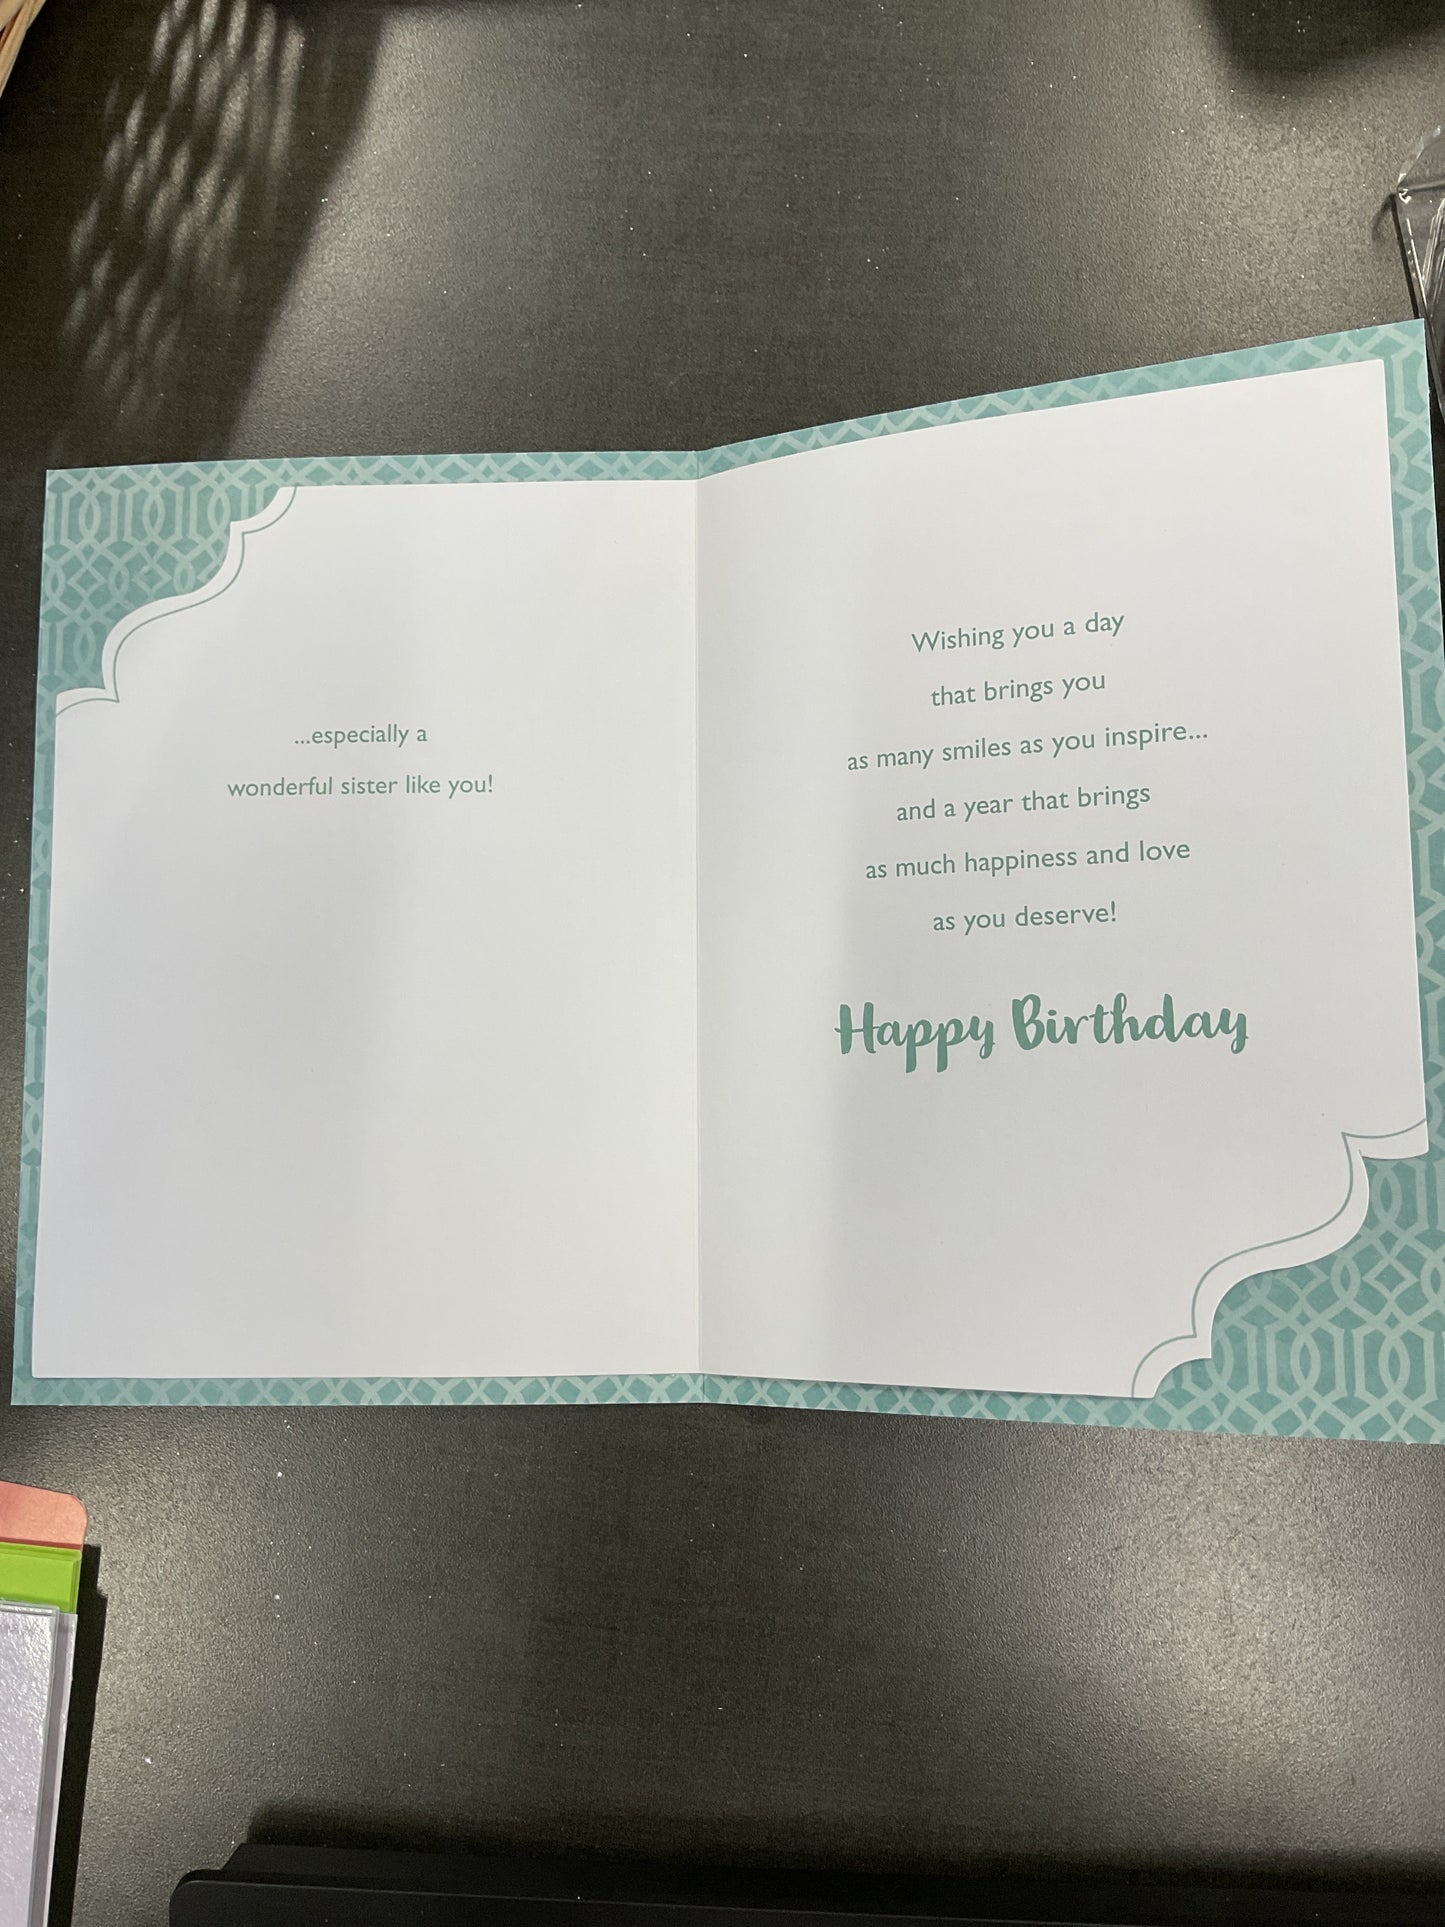 ...especially a
wonderful sister like you!
Wishing you a day
that brings you
as many smiles as you inspire...
and a year that brings
as much happiness and love
as you deserve!
Happy Birthday